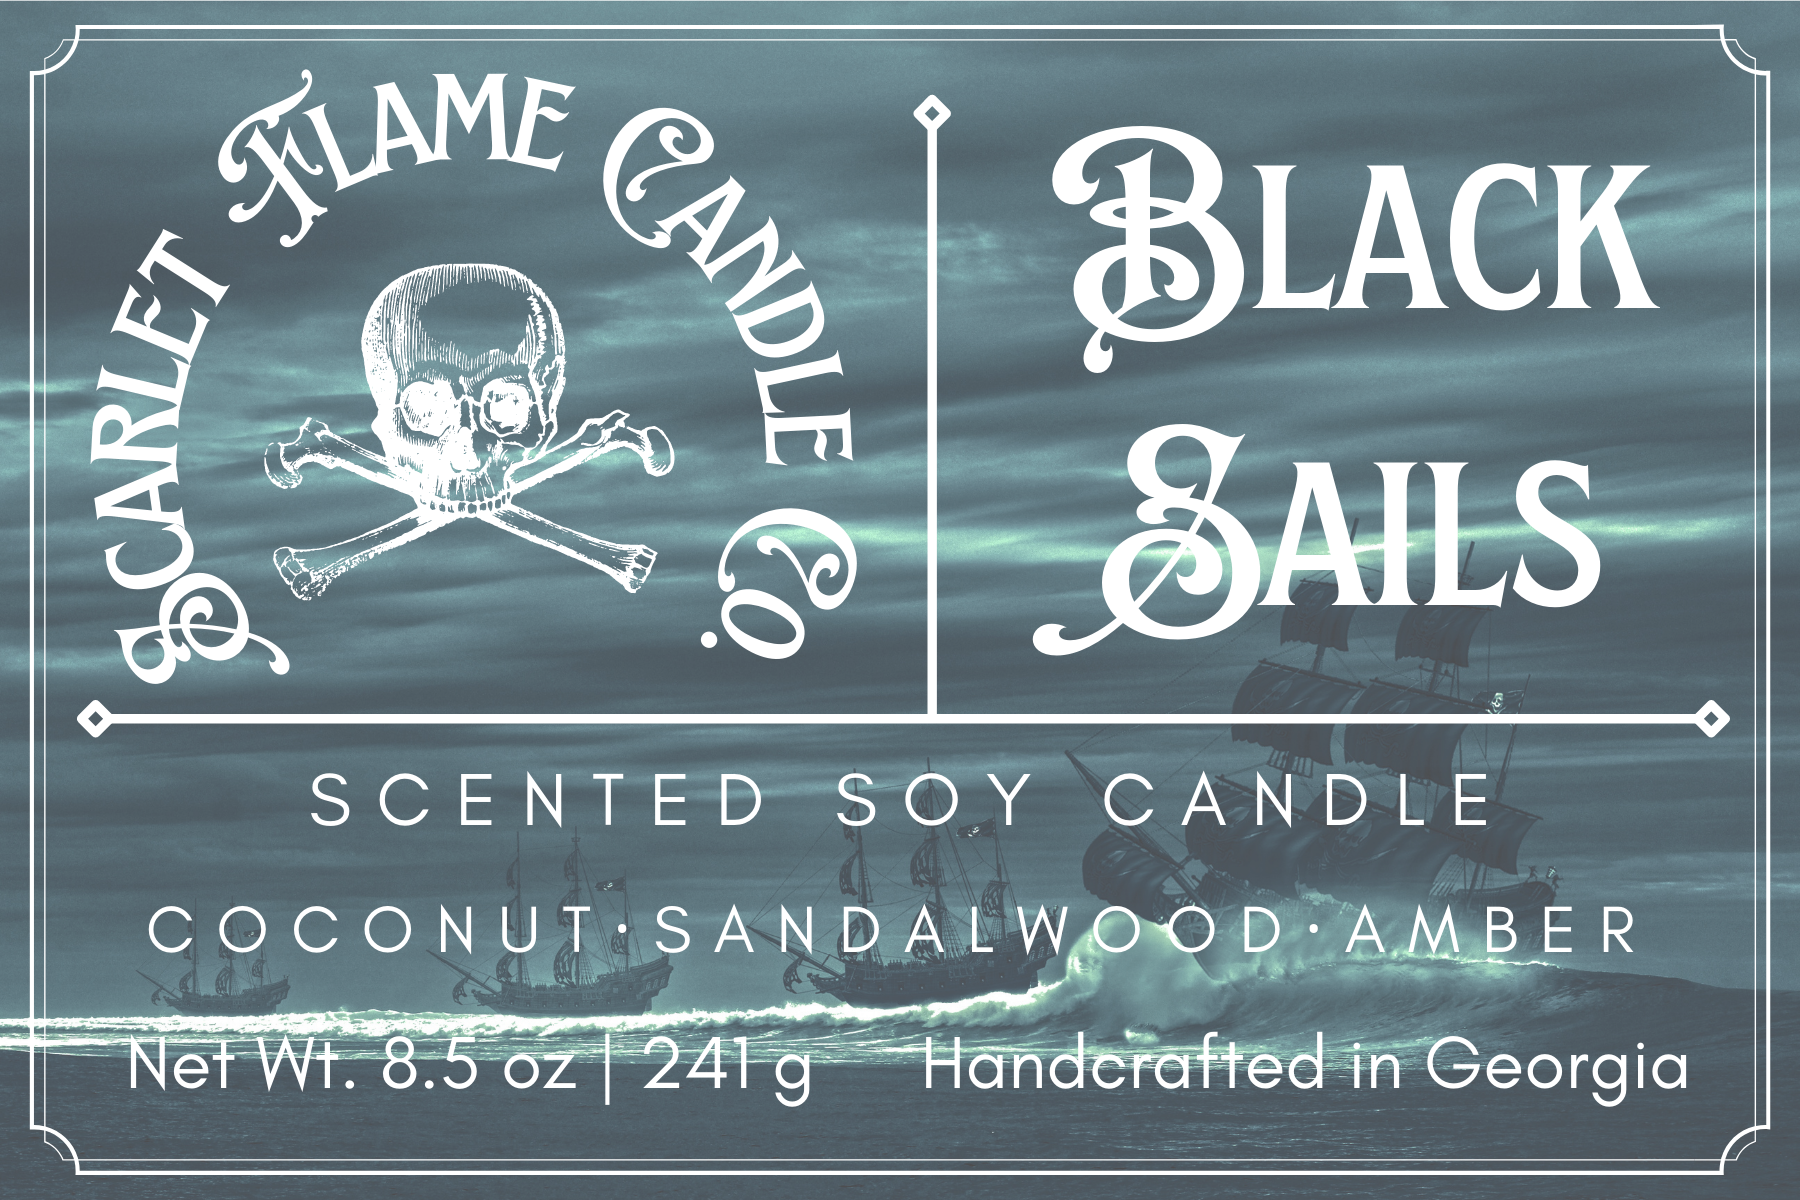 Scarlet Flame Candle Co.
Black
Sails
SCENTED SOY CANDLE
COCONUT·SANDALWOOD·AMBER
Net Wt. 8.5 oz | 241 g
Handcrafted in Georgia